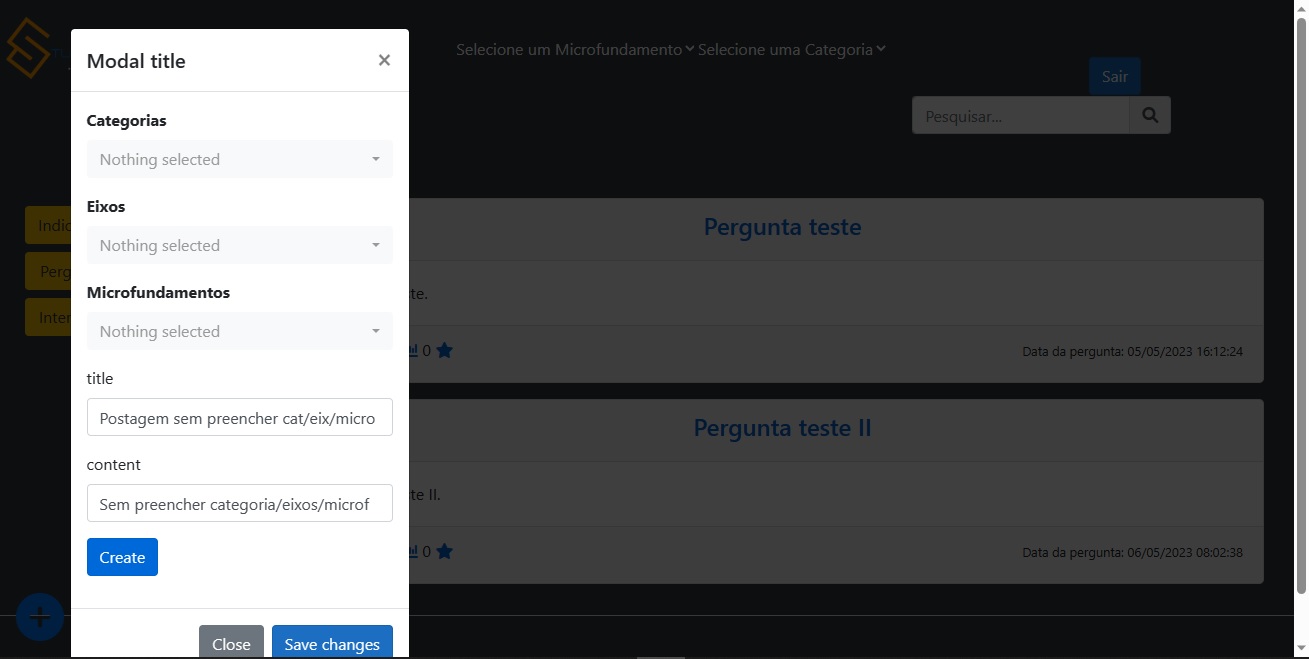 Modal title ×
Selecione um Microfundamento Selecione uma Categoria
Sair
Pesquisar...
Categorias
Nothing selected
Eixos
Nothing selected
Microfundamentos
Nothing selected
title
Postagem sem preencher cat/eix/micro
content
Sem preencher categoria/eixos/microf
Create
Close Save changes
Indic
Perg
Inter
Pergunta teste
te.
0
Data da pergunta: 05/05/2023 16:12:24
Pergunta teste II
te II.
0
Data da pergunta: 06/05/2023 08:02:38